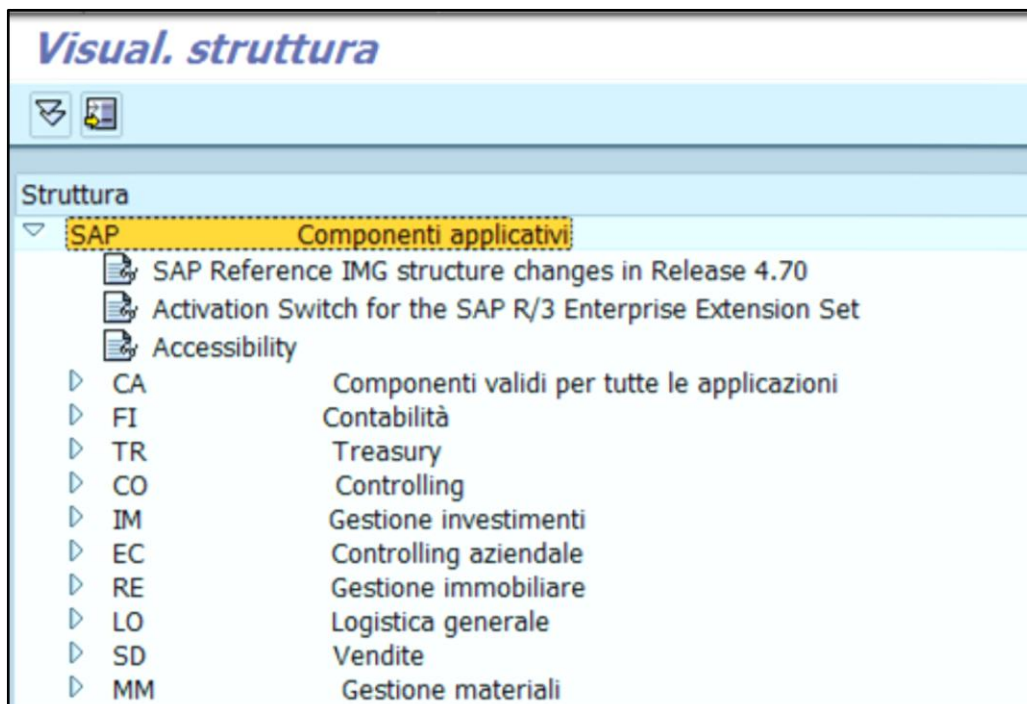 Visual. struttura
Struttura
SAP Componenti applicativi
SAP Reference IMG structure changes in Release 4.70
Activation Switch for the SAP R/3 Enterprise Extension Set
Accessibility
CA Componenti validi per tutte le applicazioni
FI Contabilità
TR Treasury
CO Controlling
IM Gestione investimenti
EC Controlling aziendale
RE Gestione immobiliare
LO Logistica generale
SD Vendite
MM Gestione materiali